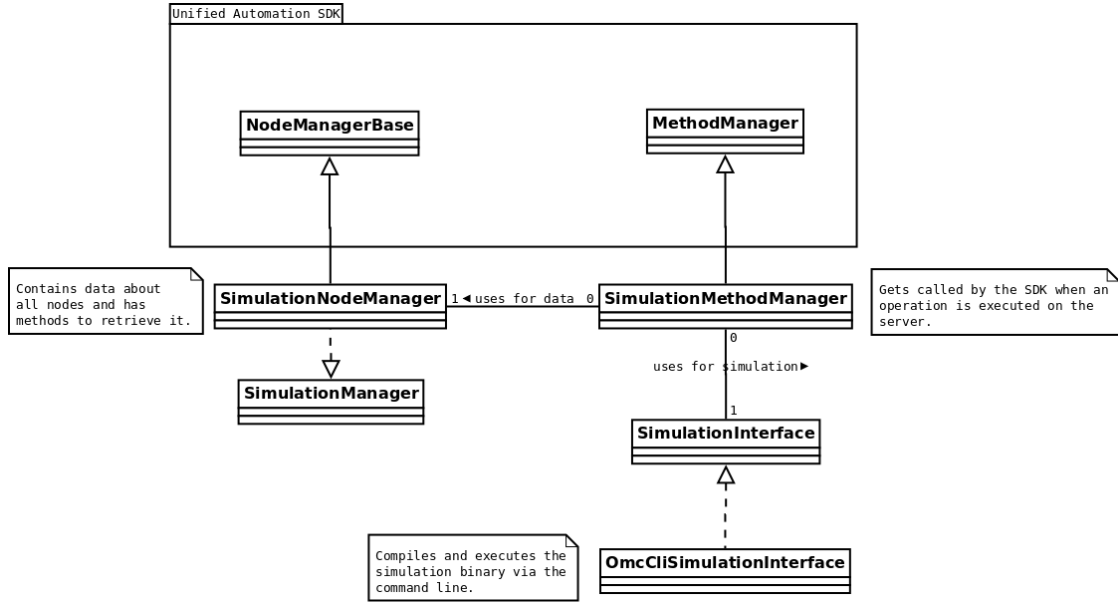 Unified Automation SDK
NodeManagerBase
MethodManager
Contains data about
all nodes and has
methods to retrieve it.
SimulationNodeManager
1 ◄ uses for data 0
SimulationMethodManager
Gets called by the SDK when an
operation is executed on the
server.
0
uses for simulation ►
1
SimulationManager
SimulationInterface
Compiles and executes the
simulation binary via the
command line.
OmcCliSimulationInterface